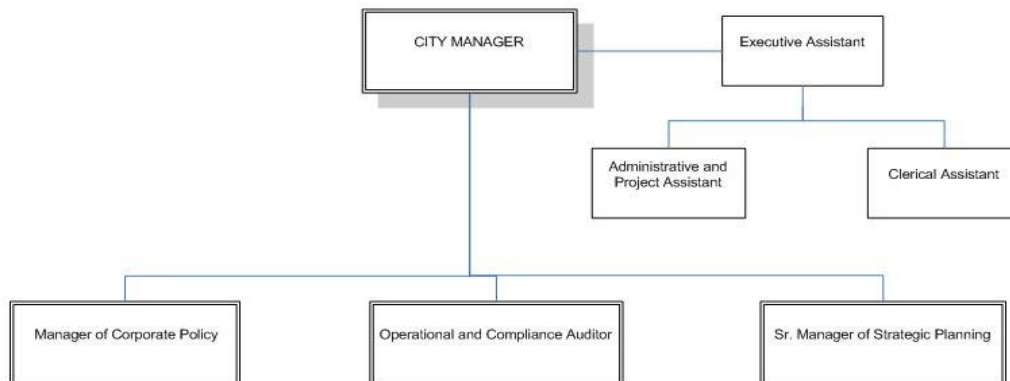 CITY MANAGER
Executive Assistant
Administrative and
Project Assistant
Clerical Assistant
Manager of Corporate Policy
Operational and Compliance Auditor
Sr. Manager of Strategic Planning